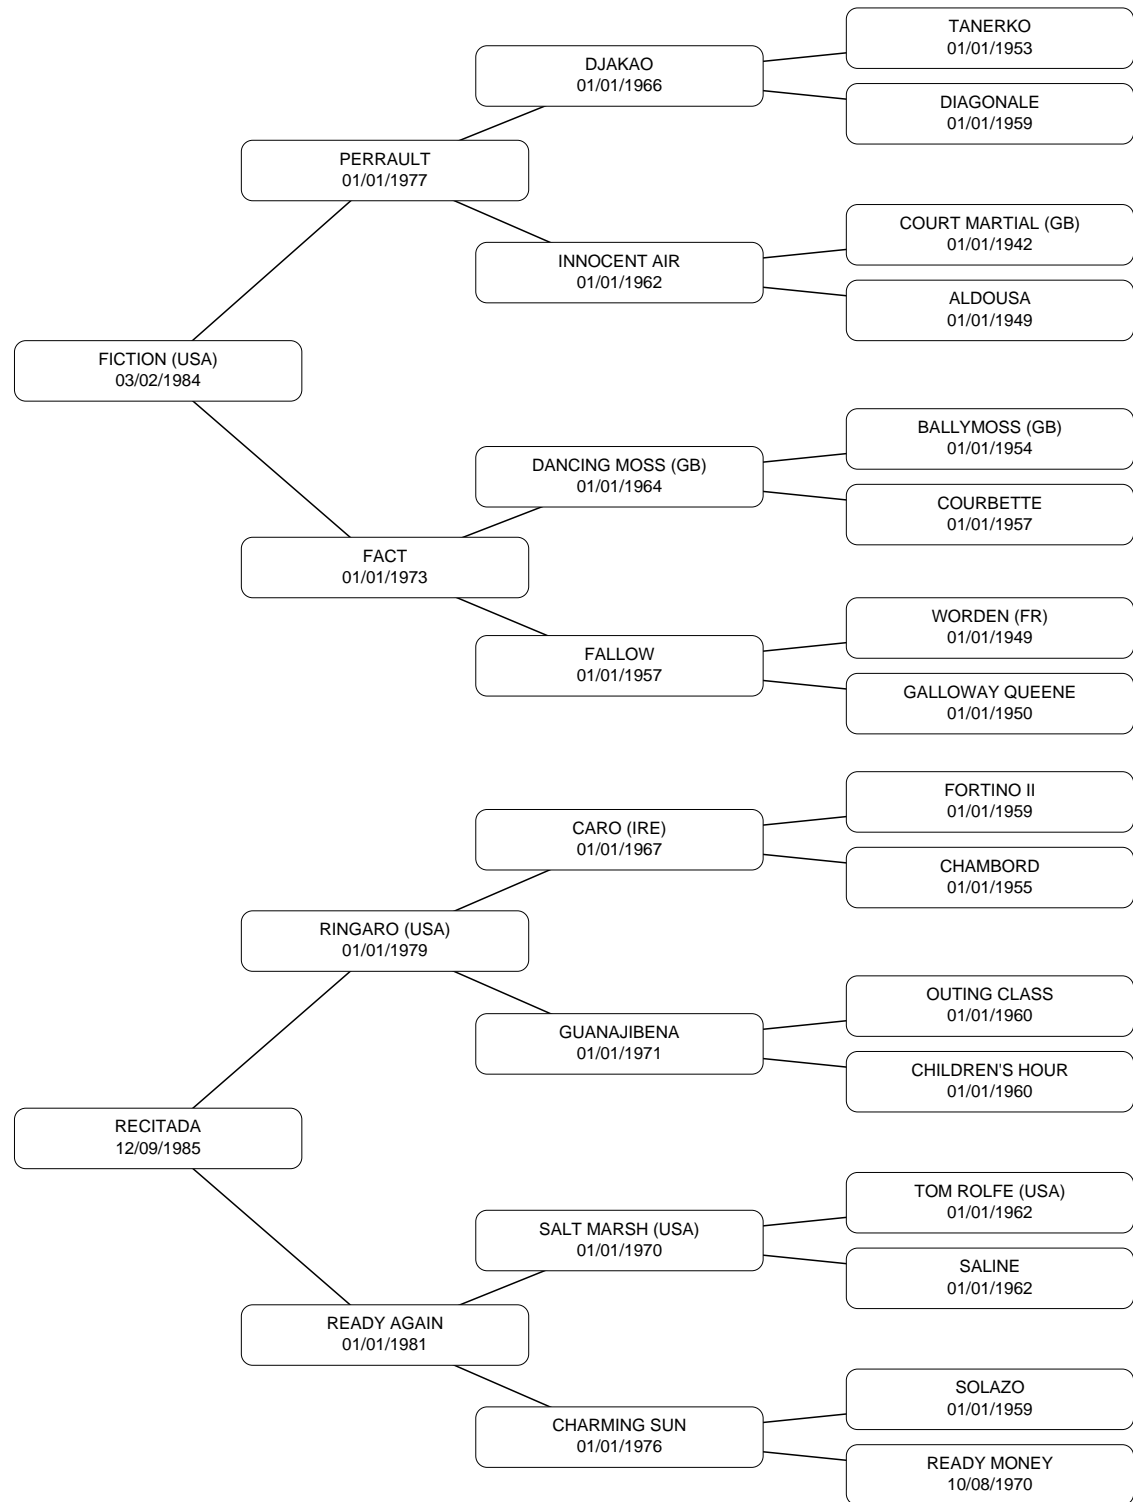 TANERKO
01/01/1953
DJAKAO
01/01/1966
DIAGONALE
01/01/1959
PERRAULT
01/01/1977
COURT MARTIAL (GB)
01/01/1942
INNOCENT AIR
01/01/1962
ALDOUSA
01/01/1949
FICTION (USA)
03/02/1984
BALLYMOSS (GB)
01/01/1954
DANCING MOSS (GB)
01/01/1964
COURBETTE
01/01/1957
FACT
01/01/1973
WORDEN (FR)
01/01/1949
FALLOW
01/01/1957
GALLOWAY QUEENE
01/01/1950
FORTINO II
01/01/1959
CARO (IRE)
01/01/1967
CHAMBORD
01/01/1955
RINGARO (USA)
01/01/1979
OUTING CLASS
01/01/1960
GUANAJIBENA
01/01/1971
CHILDREN'S HOUR
01/01/1960
RECITADA
12/09/1985
TOM ROLFE (USA)
01/01/1962
SALT MARSH (USA)
01/01/1970
SALINE
01/01/1962
READY AGAIN
01/01/1981
SOLAZO
01/01/1959
CHARMING SUN
01/01/1976
READY MONEY
10/08/1970